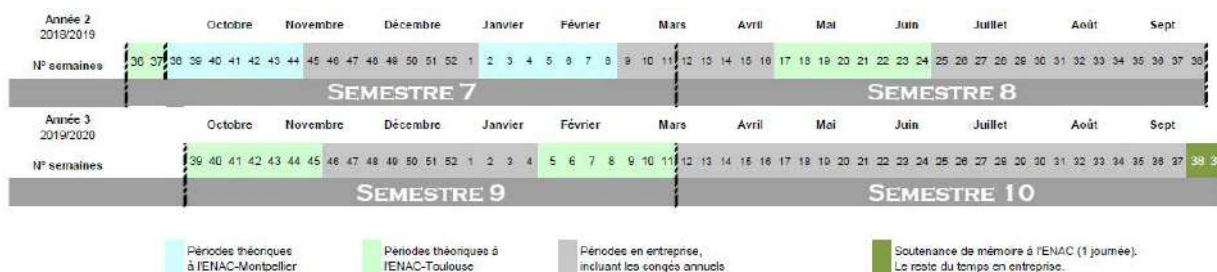 Année 2
2018/2019
Octobre Novembre Décembre Janvier Février Mars Avril Mai Juin Juillet Août Sept
N° semaines
36 37 38 39 40 41 42 43 44 45 46 47 48 49 50 51 52 1 2 3 4 5 6 7 8 9 10 11 12 13 14 15 16 17 18 19 20 21 22 23 24 25 26 27 28 29 30 31 32 33 34 35 36 37 38
SEMESTRE 7 SEMESTRE 8
Année 3
2019/2020
Octobre Novembre Décembre Janvier Février Mars Avril Mai Juin Juillet Août Sept
N° semaines
39 40 41 42 43 44 45 46 47 48 49 50 51 52 1 2 3 4 5 6 7 8 9 10 11 12 13 14 15 16 17 18 19 20 21 22 23 24 25 26 27 28 29 30 31 32 33 34 35 36 37 38
SEMESTRE 9 SEMESTRE 10
Périodes théoriques
à l'ENAC-Montpellier
Périodes théoriques à
l'ENAC-Toulouse
Périodes en entreprise,
incluant les congés annuels
Soutenance de mémoire à l'ENAC (1 journée).
Le reste du temps en entreprise.